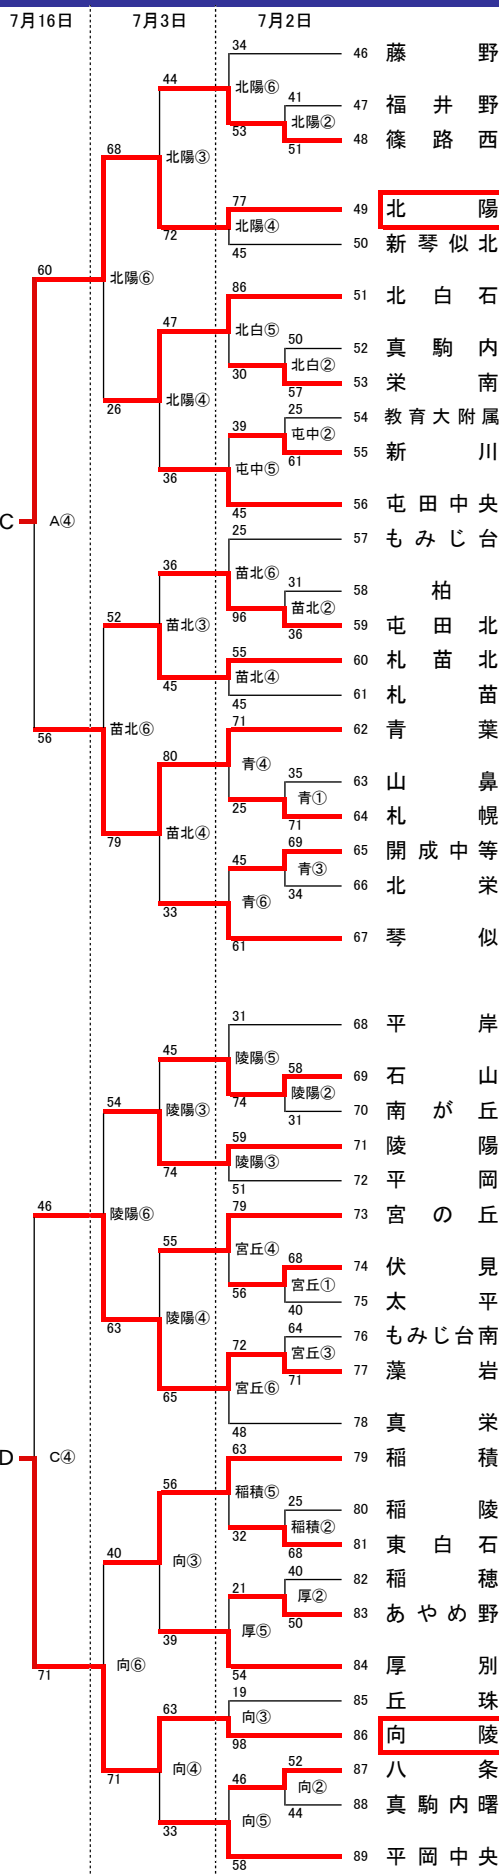 7月16日 7月3日 7月2日
34
46 藤野
44
北陽⑥
41
47 福井野
北陽②
53
48 篠路西
51
68
北陽③
77
49 北陽
72
北陽④
45
50 新琴似北
60
北陽⑥
86
51 北白石
47
北白⑤
50
52 真駒内
北白②
30
53 栄南
57
26
北陽④
39
25
54 教育大附属
屯中②
55 新川
61
36
屯中⑤
45
56 屯田中央
C
A④
25
57 もみじ台
36
苗北⑥
31
58 柏
苗北②
96
59 屯田北
36
52
苗北③
55
60 札苗北
45
苗北④
45
61 札苗
56
苗北⑥
71
62 青葉
80
青④
35
63 山鼻
青①
25
64 札幌
71
79
苗北④
69
65 開成中等
45
青③
34
66 北栄
33
青⑥
61
67 琴似
31
68 平岸
45
陵陽⑤
58
69 石山
陵陽②
74
31
70 南が丘
54
陵陽③
59
71 陵陽
74
陵陽③
51
72 平岡
46
陵陽⑥
79
73 宮の丘
55
宮丘④
68
74 伏見
宮丘①
56
40
75 太平
63
陵陽④
64
76 もみじ台南
72
宮丘③
71
77 藻岩
65
宮丘⑥
48
78 真栄
D
C④
63
79 稲積
56
稲積⑤
25
80 稲陵
稲積②
32
68
81 東白石
40
向③
40
82 稲穂
21
厚②
50
83 あやめ野
39
厚⑤
54
84 厚別
71
向⑥
19
85 丘珠
63
向③
98
86 向陵
71
向④
52
87 八条
46
向②
44
88 真駒内曙
33
向⑤
58
89 平岡中央